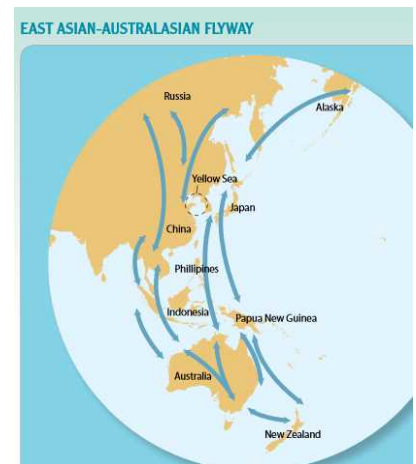 EAST ASIAN-AUSTRALASIAN FLYWAY
Russia
Alaska
Yellow Sea
Japan
China
Phillipines
Indonesia
Papua New Guinea
Australia
New Zealand